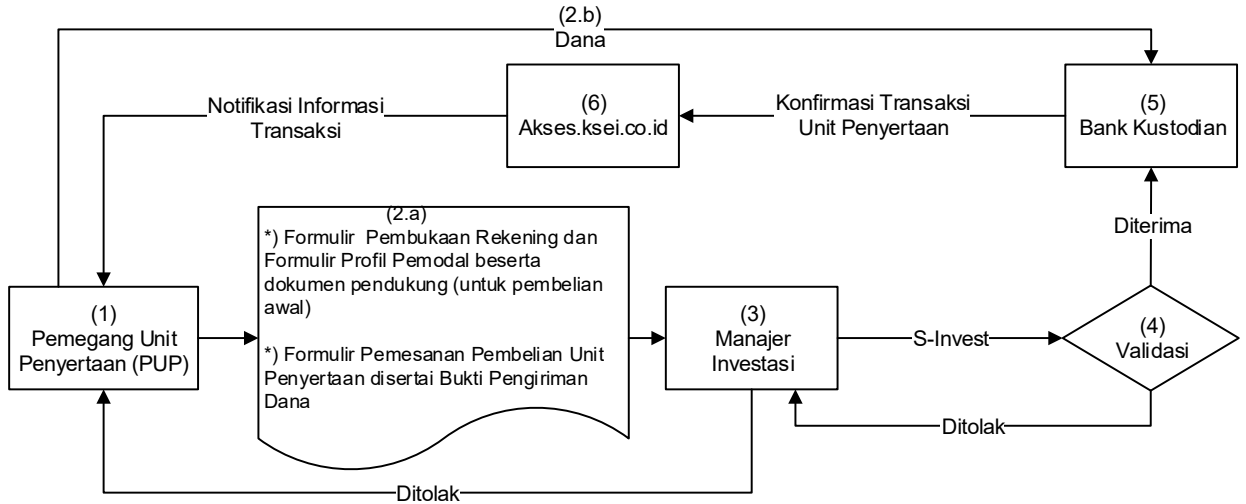 (2.b)
Dana
Notifikasi Informasi
Transaksi
(6)
Akses.ksei.co.id
Konfirmasi Transaksi
Unit Penyertaan
(5)
Bank Kustodian
(2.a)
*) Formulir Pembukaan Rekening dan
Formulir Profil Pemodal beserta
dokumen pendukung (untuk pembelian
awal)
*) Formulir Pemesanan Pembelian Unit
Penyertaan disertai Bukti Pengiriman
Dana
Diterima
(1)
Pemegang Unit
Penyertaan (PUP)
(3)
Manajer
Investasi
S-Invest
(4)
Validasi
Ditolak
Ditolak